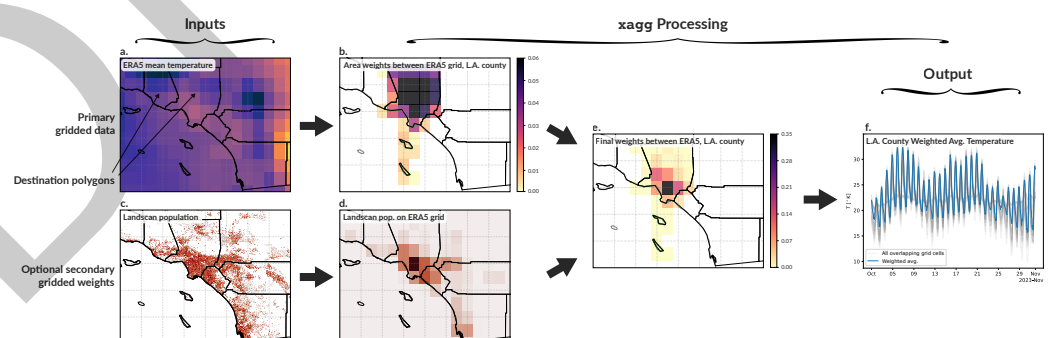 Inputs
xagg Processing
Output
a.
ERA5 mean temperature
Primary
gridded data
Destination polygons
b.
Area weights between ERA5 grid, L.A. county
0.06
0.05
0.04
0.03
0.02
0.01
0.00
c.
Landscan population
Optional secondary
gridded weights
d.
Landscan pop. on ERA5 grid
e.
Final weights between ERA5, L.A. county
0.35
0.28
0.21
0.14
0.07
0.00
f.
L.A. County Weighted Avg. Temperature
T [°K]
30
25
20
15
10
All overlapping grid cells
Weighted avg.
Oct 05 09 13 17 21 25 29 Nov
2023-Nov